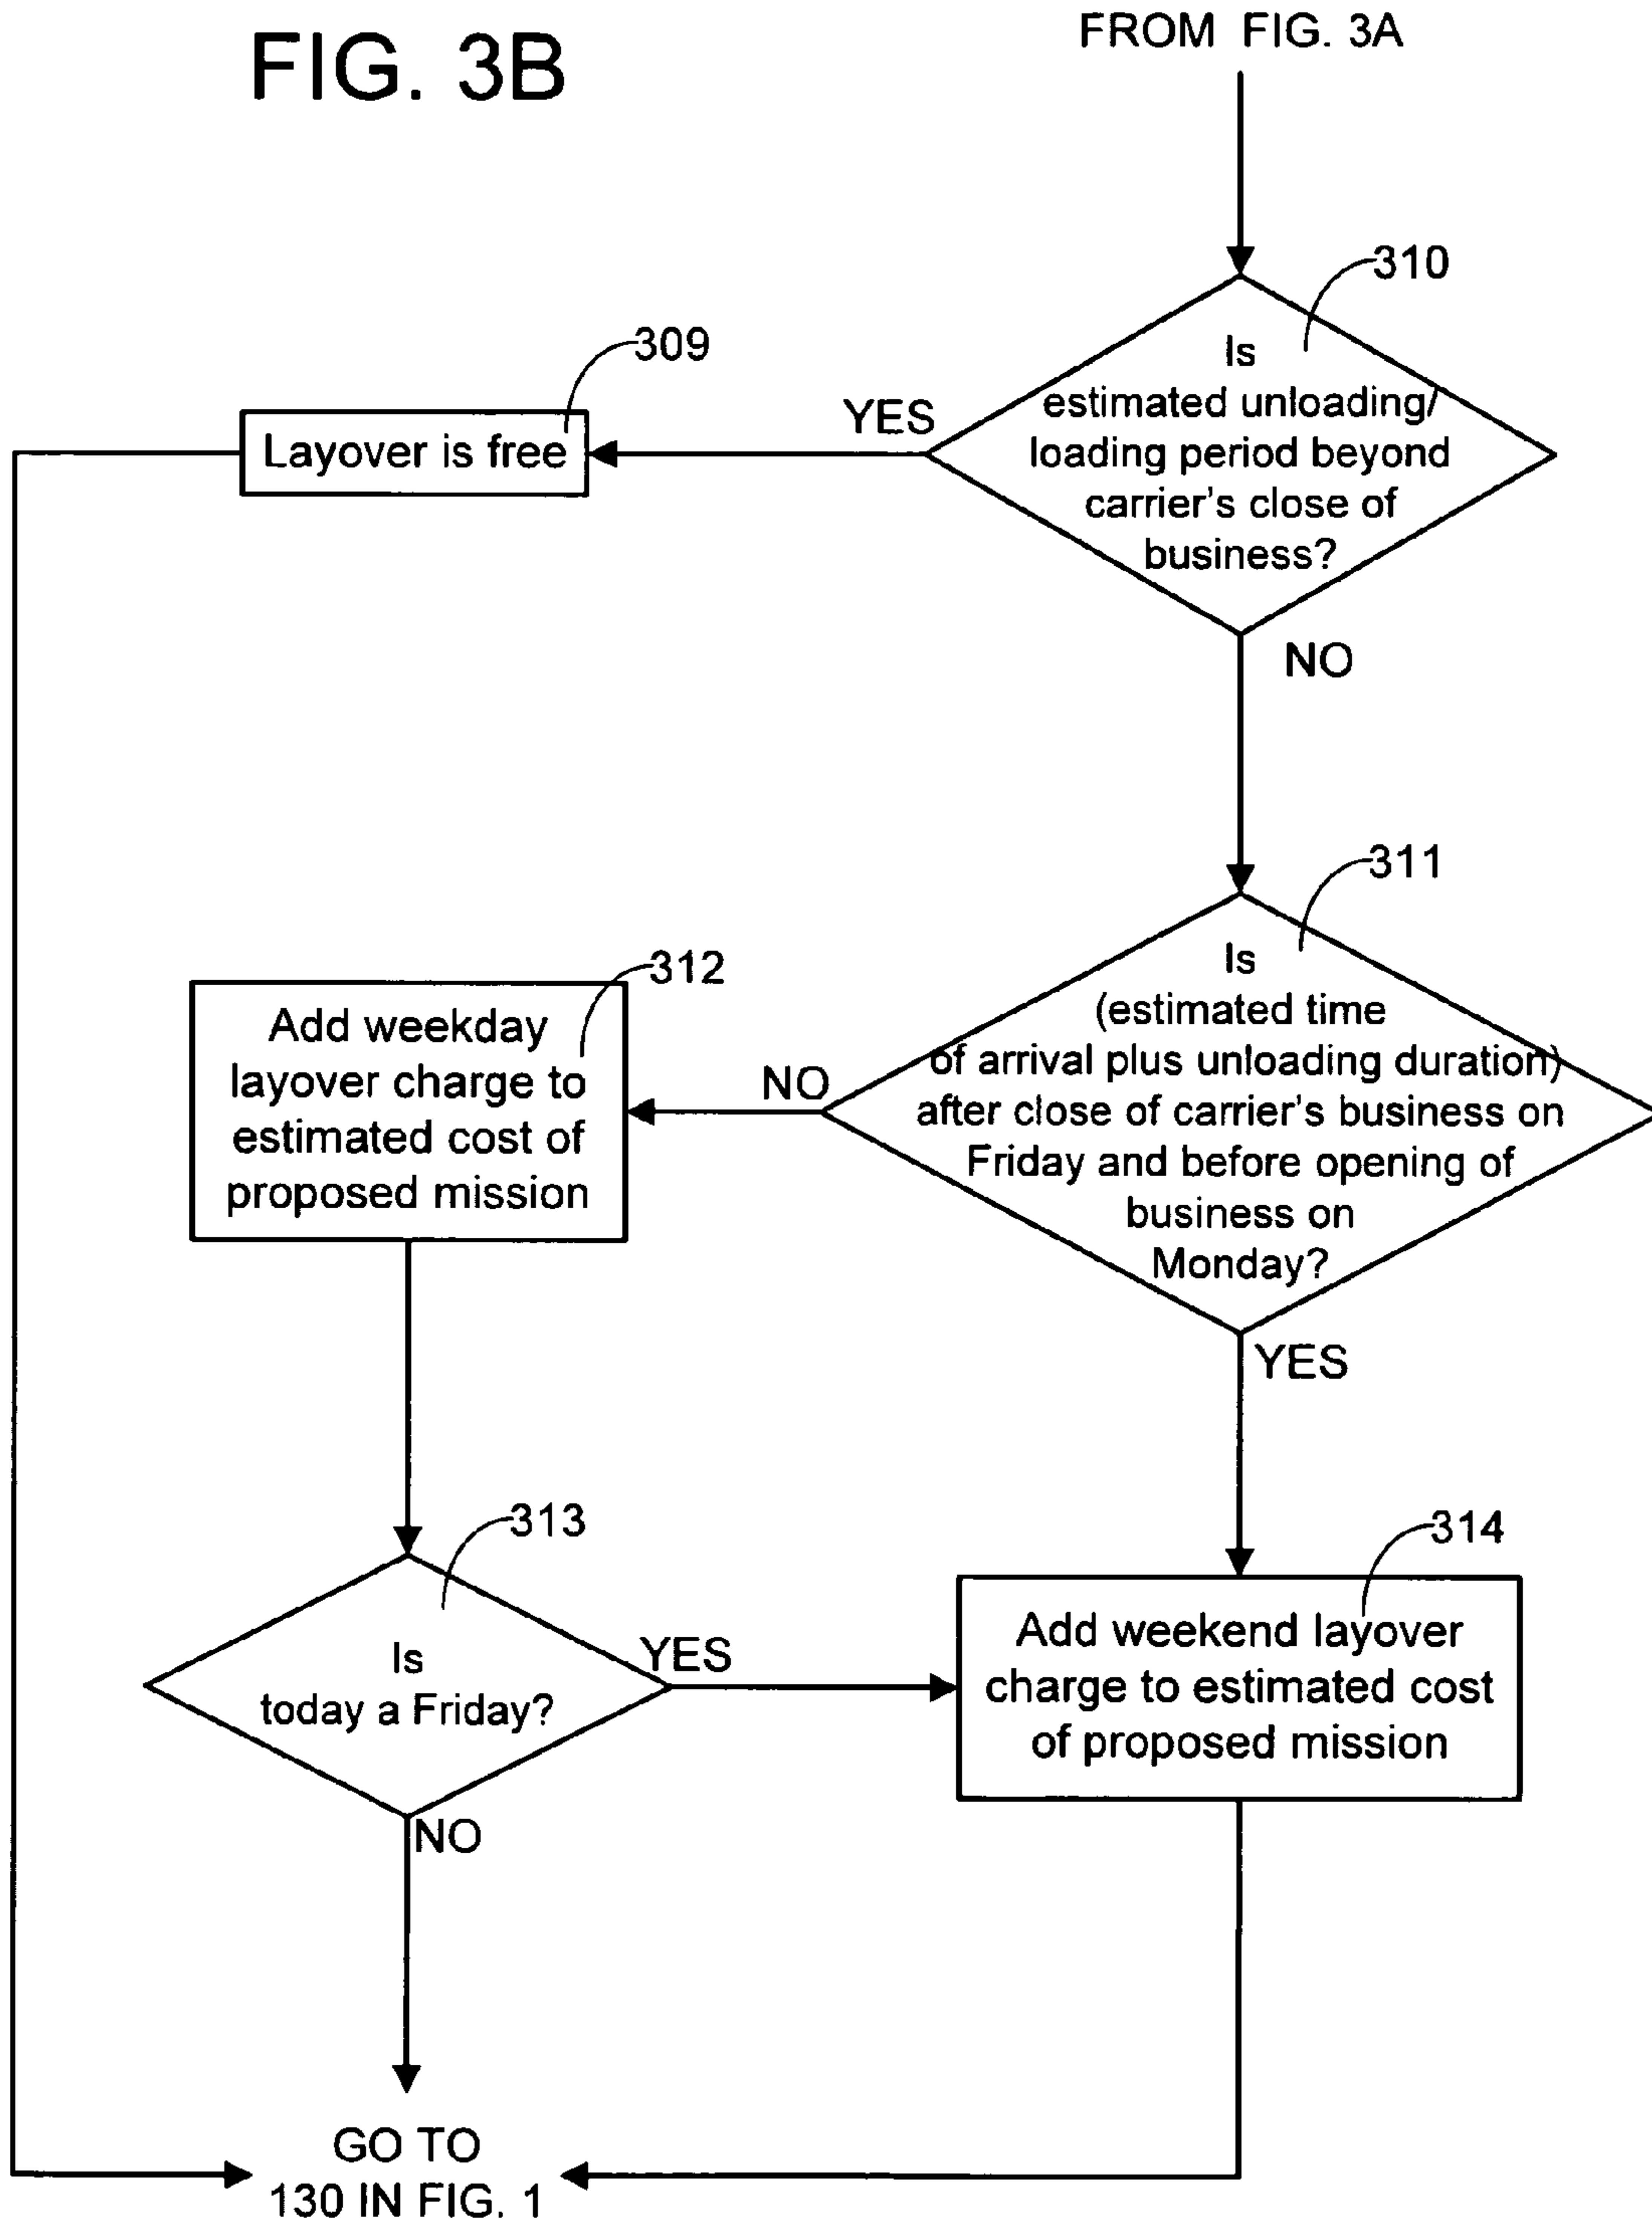 FIG. 3B
FROM FIG. 3A
310
Is
estimated unloading/
loading period beyond
carrier's close of
business?
YES
309
Layover is free
NO
311
Is
(estimated time
of arrival plus unloading duration)
after close of carrier's business on
Friday and before opening of
business on
Monday?
NO
312
Add weekday
layover charge to
estimated cost of
proposed mission
YES
313
Is
today a Friday?
YES
314
Add weekend layover
charge to estimated cost
of proposed mission
NO
GO TO
130 IN FIG. 1